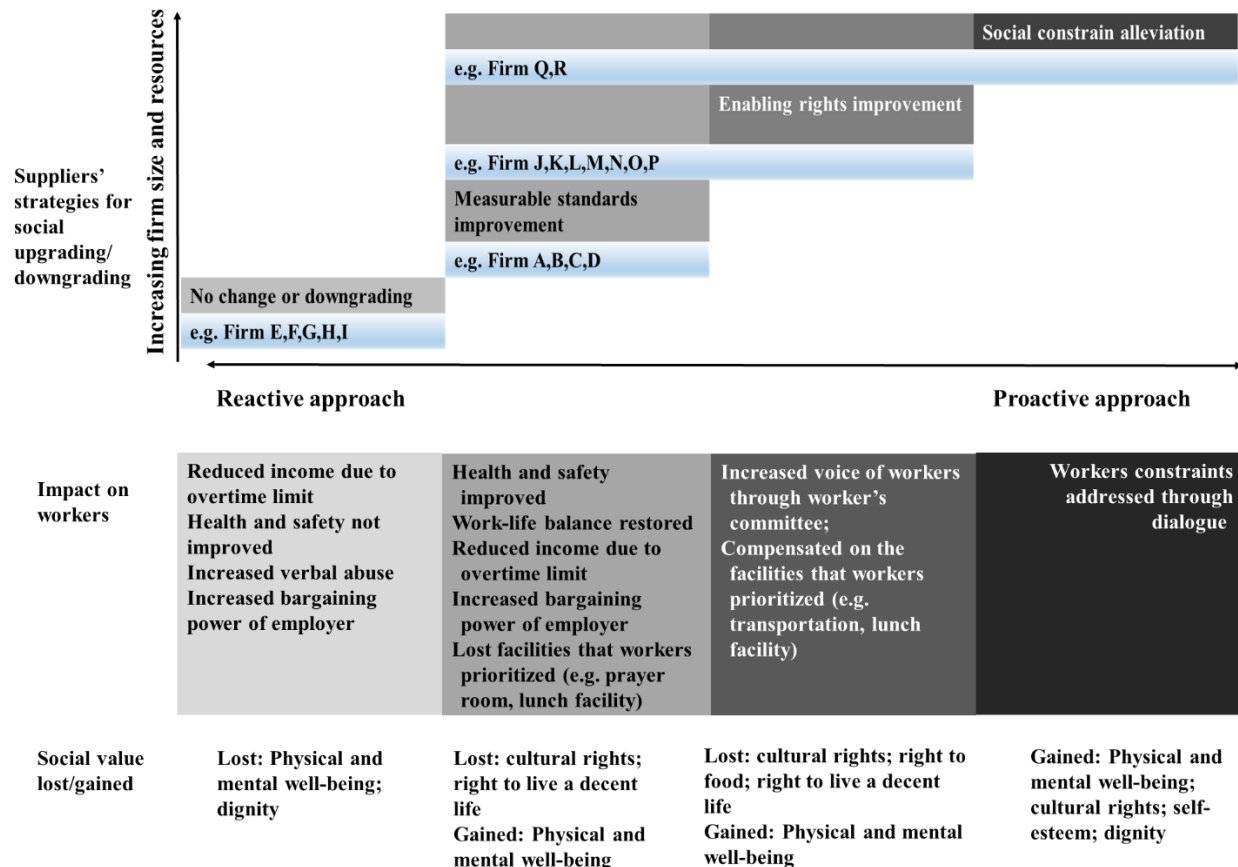 Suppliers’
strategies for
social
upgrading/
downgrading
Increasing firm size and resources
Social constrain alleviation
e.g. Firm Q,R
Enabling rights improvement
e.g. Firm J,K,L,M,N,O,P
Measurable standards
improvement
e.g. Firm A,B,C,D
No change or downgrading
e.g. Firm E,F,G,H,I
Reactive approach
Proactive approach
Impact on
workers
Reduced income due to
overtime limit
Health and safety not
improved
Increased verbal abuse
Increased bargaining
power of employer
Health and safety
improved
Work-life balance restored
Reduced income due to
overtime limit
Increased bargaining
power of employer
Lost facilities that workers
prioritized (e.g. prayer
room, lunch facility)
Increased voice of workers
through worker’s
committee;
Compensated on the
facilities that workers
prioritized (e.g.
transportation, lunch
facility)
Workers constraints
addressed through
dialogue
Social value
lost/gained
Lost: Physical and
mental well-being;
dignity
Lost: cultural rights;
right to live a decent
life
Gained: Physical and
mental well-being
Lost: cultural rights; right to
food; right to live a decent
life
Gained: Physical and mental
well-being
Gained: Physical and
mental well-being;
cultural rights; self-
esteem; dignity